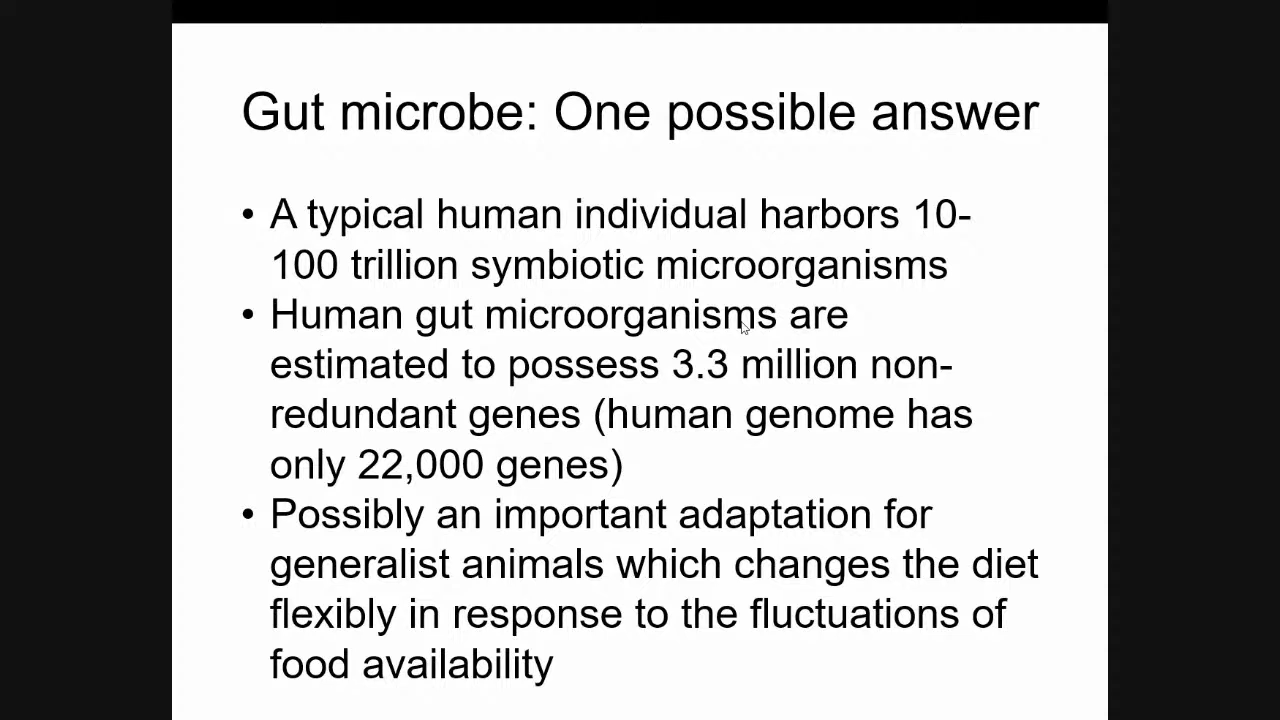 Gut microbe: One possible answer
• A typical human individual harbors 10-
100 trillion symbiotic microorganisms
• Human gut microorganisms are
estimated to possess 3.3 million non-
redundant genes (human genome has
only 22,000 genes)
• Possibly an important adaptation for
generalist animals which changes the diet
flexibly in response to the fluctuations of
food availability